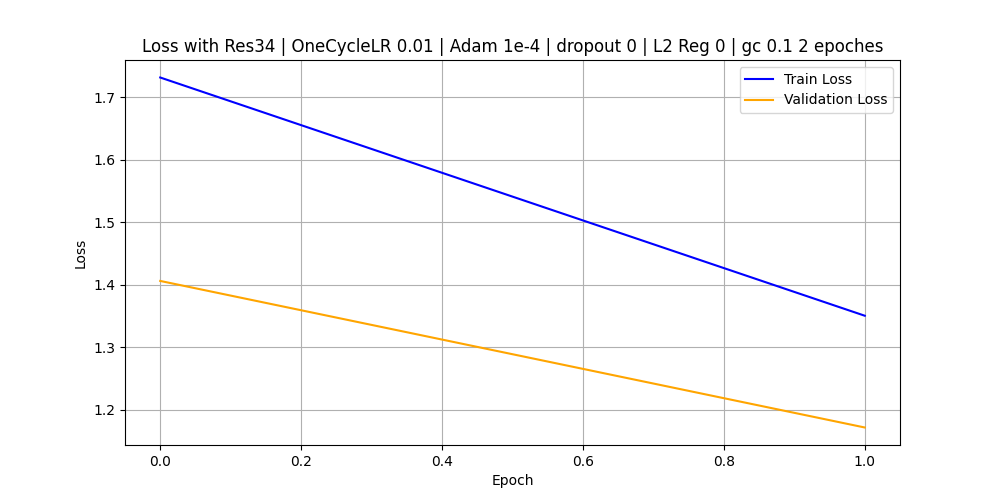 Loss with Res34 | OneCycleLR 0.01 | Adam 1e-4 | dropout 0 | L2 Reg 0 | gc 0.1 2 epoches
Train Loss
Validation Loss
1.7
1.6
1.5
1.4
1.3
1.2
Loss
0.0 0.2 0.4 0.6 0.8 1.0
Epoch